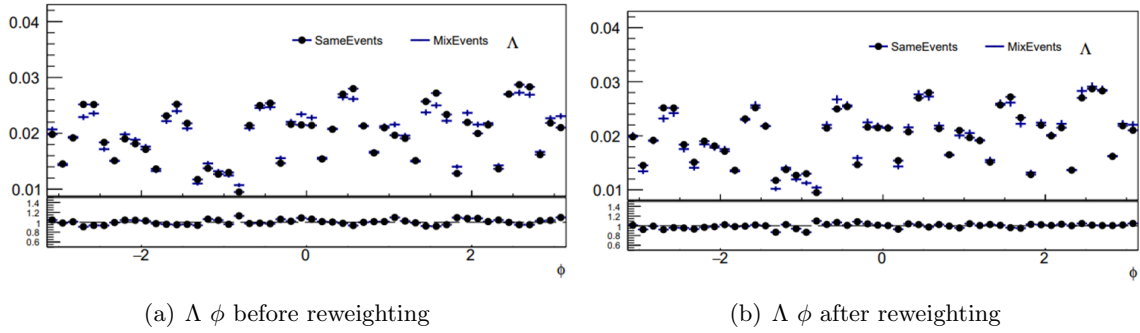 0.04
SameEvents MixEvents Λ
0.03
0.02
0.01
1.4
1.2
1
0.8
0.6
−2 0 2
ϕ
(a) Λ ϕ before reweighting
0.04
SameEvents MixEvents Λ
0.03
0.02
0.01
1.4
1.2
1
0.8
0.6
−2 0 2
ϕ
(b) Λ ϕ after reweighting